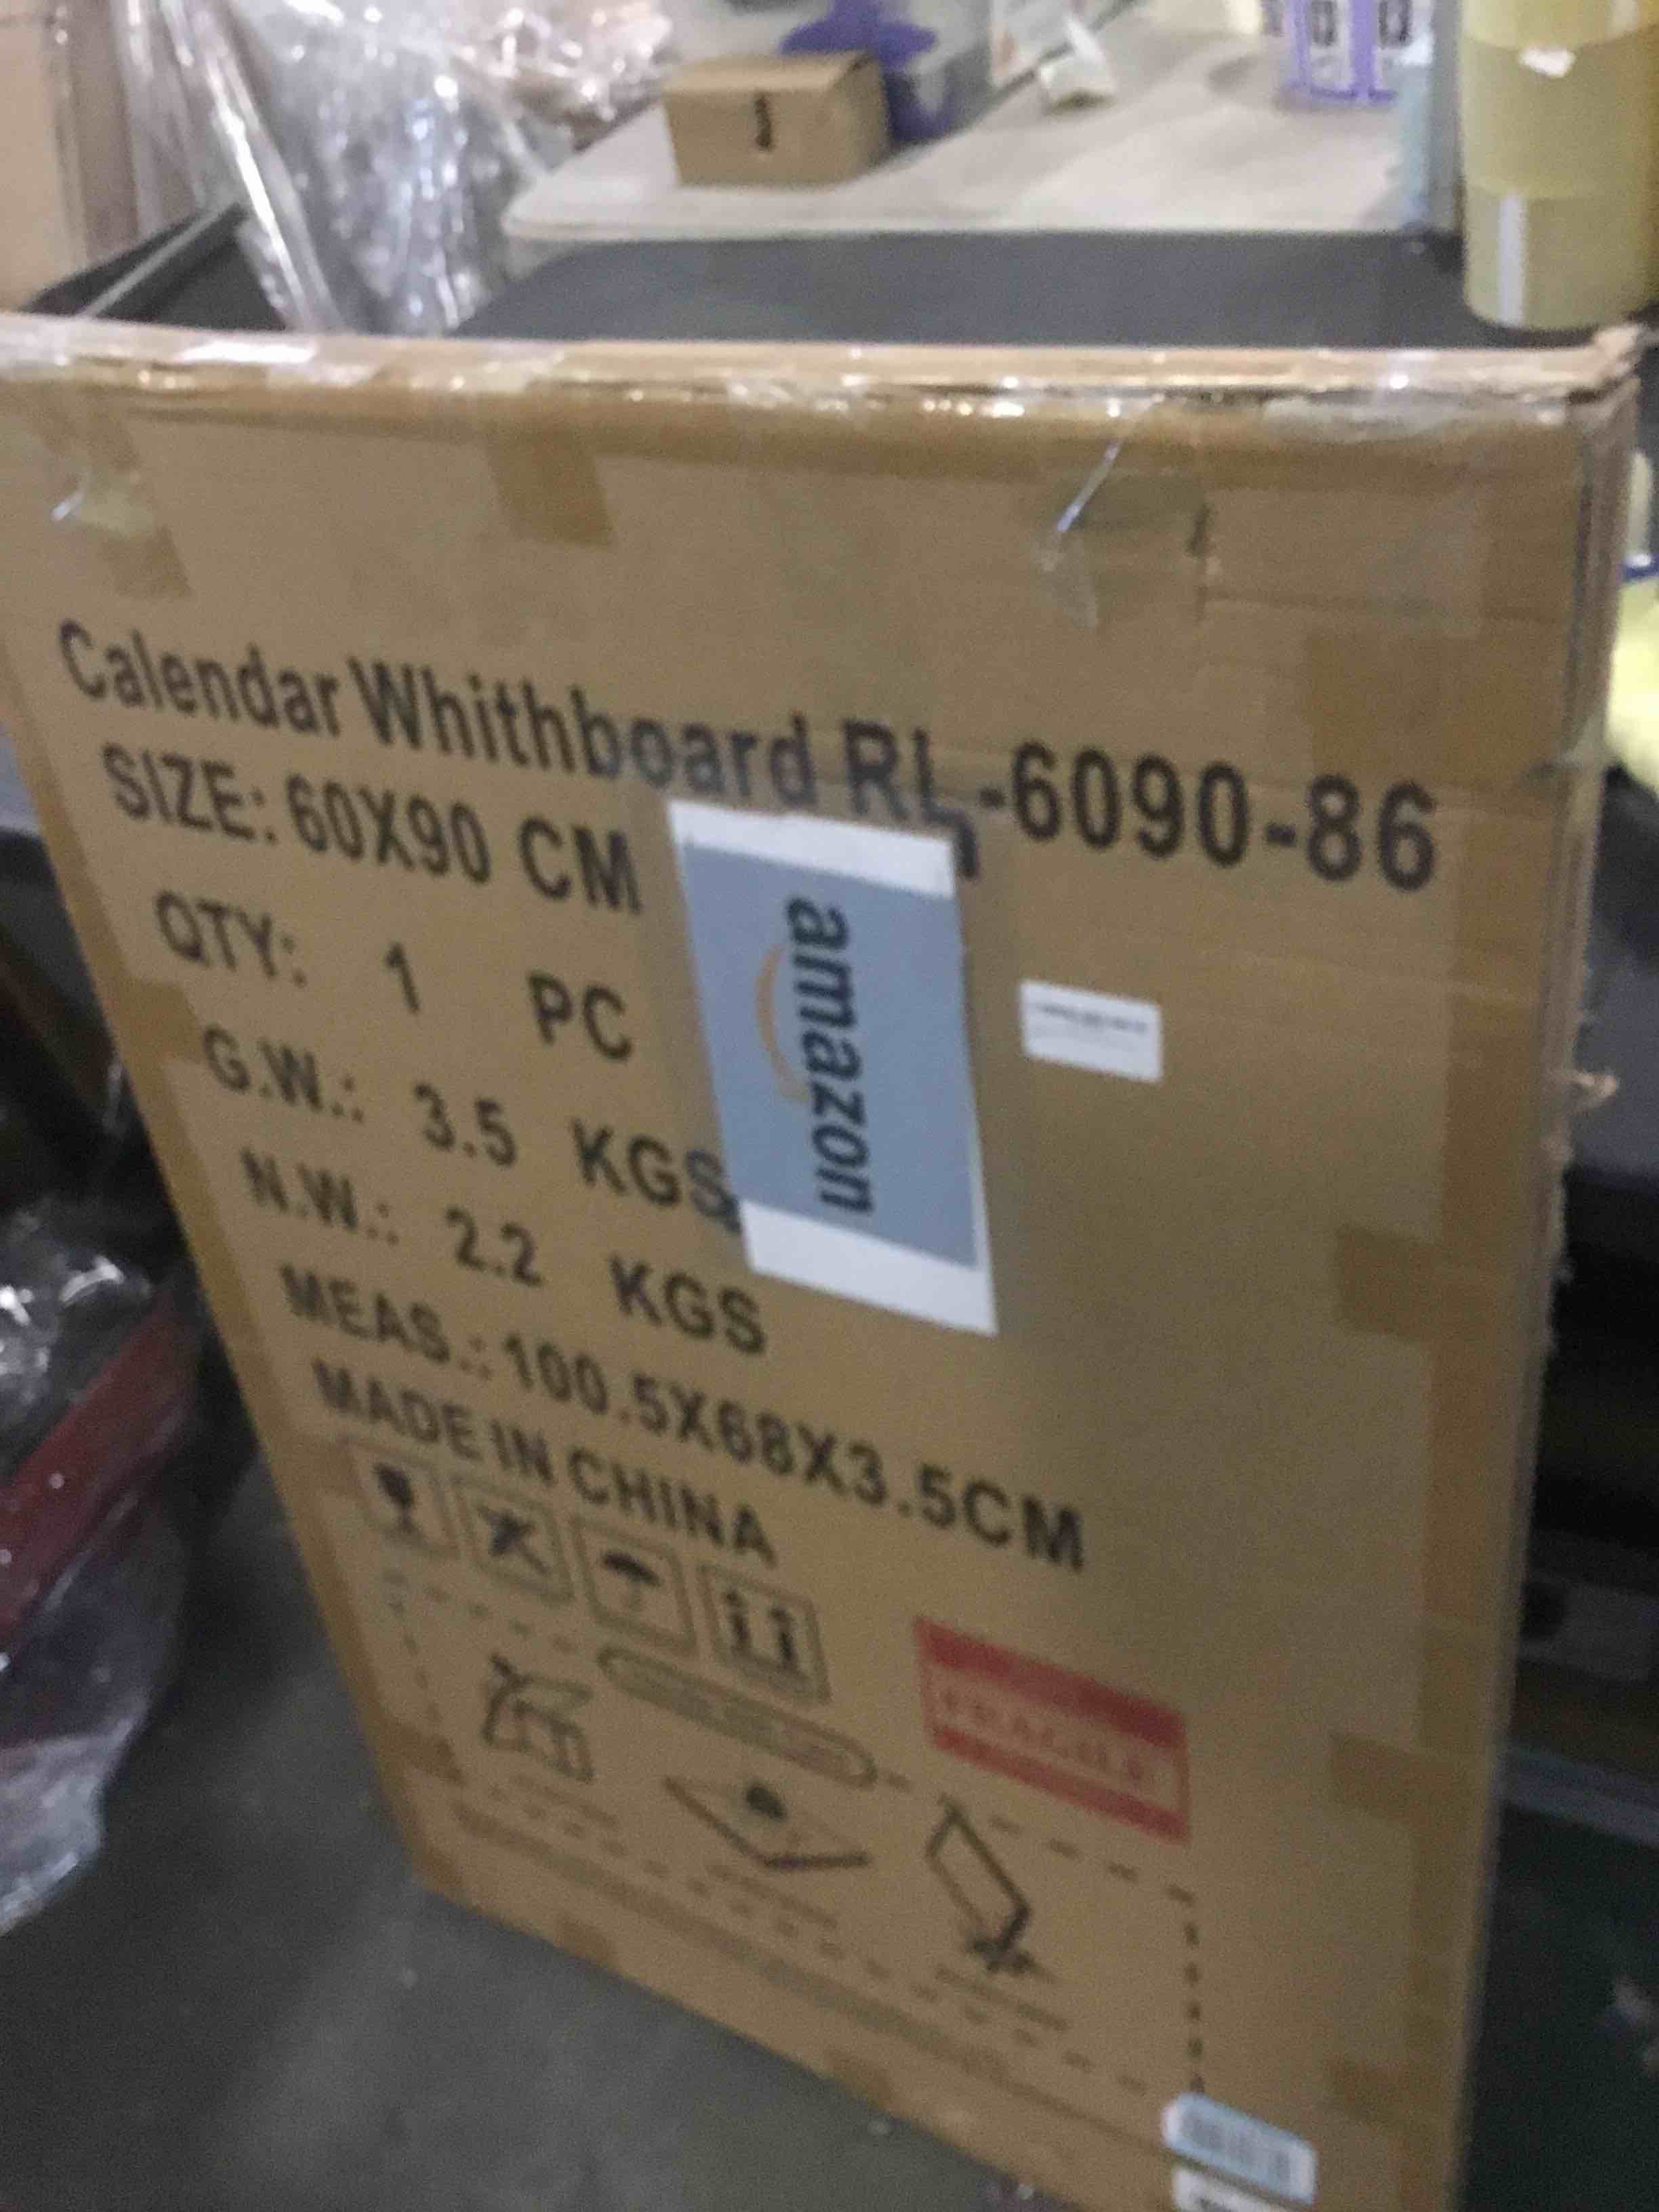 Calendar Whithboard RL-6090-86
SIZE: 60X90 CM
QTY: 1 PC
G.W.: 3.5 KGS
N.W.: 2.2 KGS
MEAS.: 100.5X68X3.5CM
MADE IN CHINA
amazon
FRAGILE